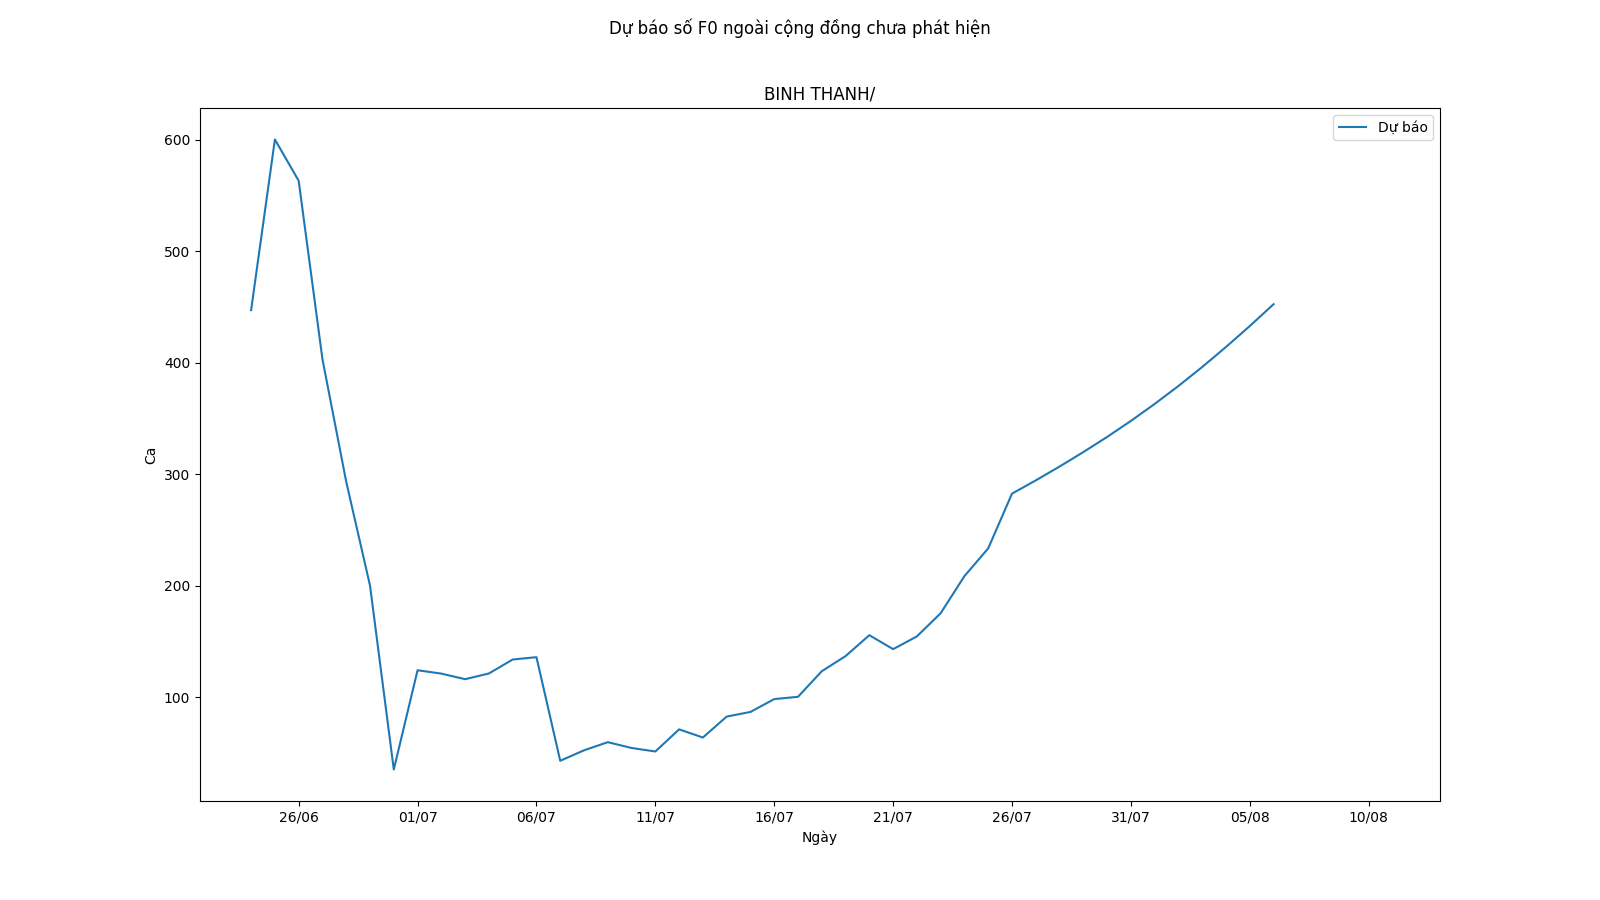 Dự báo số F0 ngoài cộng đồng chưa phát hiện
BINH THANH/
Dự báo
600
500
400
300
200
100
Ca
26/06 01/07 06/07 11/07 16/07 21/07 26/07 31/07 05/08 10/08
Ngày